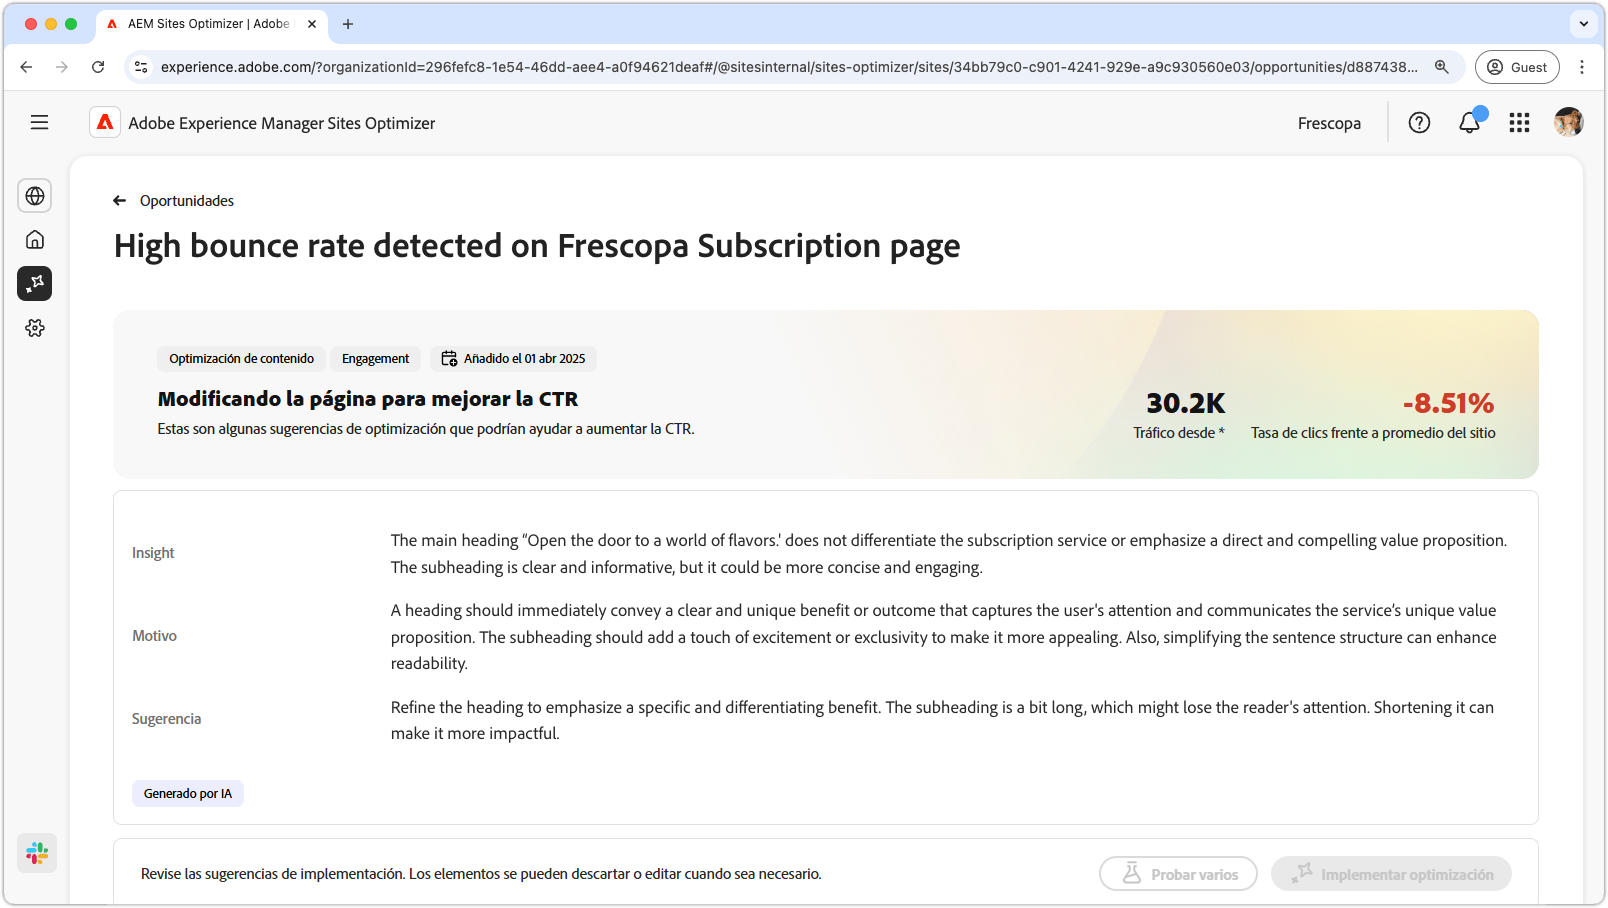 AEM Sites Optimizer | Adobe
experience.adobe.com/?organizationId=296fefc8-1e54-46dd-aee4-a0f94621deaf#/@sitesinternal/sites-optimizer/sites/34bb79c0-c901-4241-929e-a9c930560e03/opportunities/d887438...
Guest
Adobe Experience Manager Sites Optimizer
Frescopa
Oportunidades
High bounce rate detected on Frescopa Subscription page
Optimización de contenido
Engagement
Añadido el 01 abr 2025
Modificando la página para mejorar la CTR
Estas son algunas sugerencias de optimización que podrían ayudar a aumentar la CTR.
30.2K
Tráfico desde *
-8.51%
Tasa de clics frente a promedio del sitio
Insight
The main heading “Open the door to a world of flavors.' does not differentiate the subscription service or emphasize a direct and compelling value proposition.
The subheading is clear and informative, but it could be more concise and engaging.
Motivo
A heading should immediately convey a clear and unique benefit or outcome that captures the user's attention and communicates the service’s unique value
proposition. The subheading should add a touch of excitement or exclusivity to make it more appealing. Also, simplifying the sentence structure can enhance
readability.
Sugerencia
Refine the heading to emphasize a specific and differentiating benefit. The subheading is a bit long, which might lose the reader's attention. Shortening it can
make it more impactful.
Generado por IA
Revise las sugerencias de implementación. Los elementos se pueden descartar o editar cuando sea necesario.
Probar varios
Implementar optimización